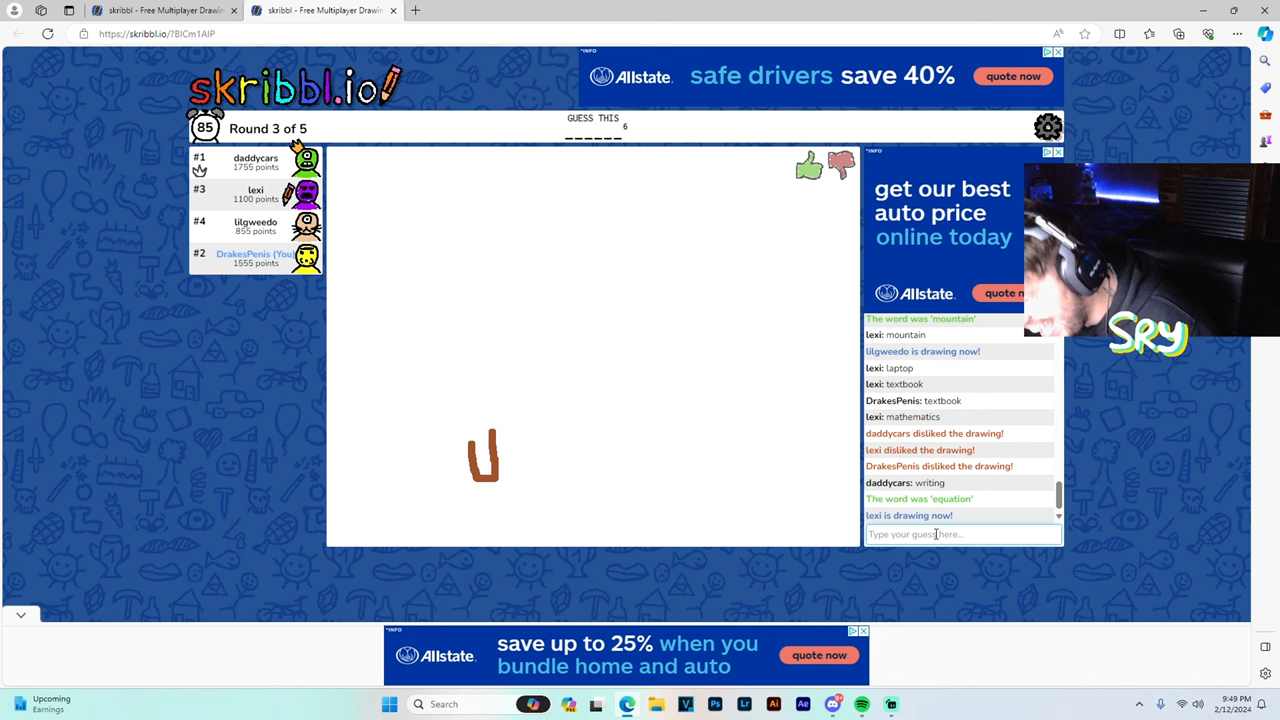 skribbl - Free Multiplayer Drawin
skribbl - Free Multiplayer Drawin
https://skribbl.io/?BICm1AIP
skribbl.io
*INFO
Allstate.
safe drivers save 40%
quote now
85
Round 3 of 5
GUESS THIS
______ 6
#1
daddycars
1755 points
#3
lexi
1100 points
#4
lilgweedo
855 points
#2
DrakesPenis (You)
1555 points
*INFO
get our best
auto price
online today
Allstate.
quote n
The word was 'mountain'
lexi: mountain
lilgweedo is drawing now!
lexi: laptop
lexi: textbook
DrakesPenis: textbook
lexi: mathematics
daddycars disliked the drawing!
lexi disliked the drawing!
DrakesPenis disliked the drawing!
daddycars: writing
The word was 'equation'
lexi is drawing now!
Type your guess here...
SRY
*INFO
Allstate.
save up to 25% when you
bundle home and auto
quote now
Upcoming
Earnings
Search
9:49 PM
2/12/2024